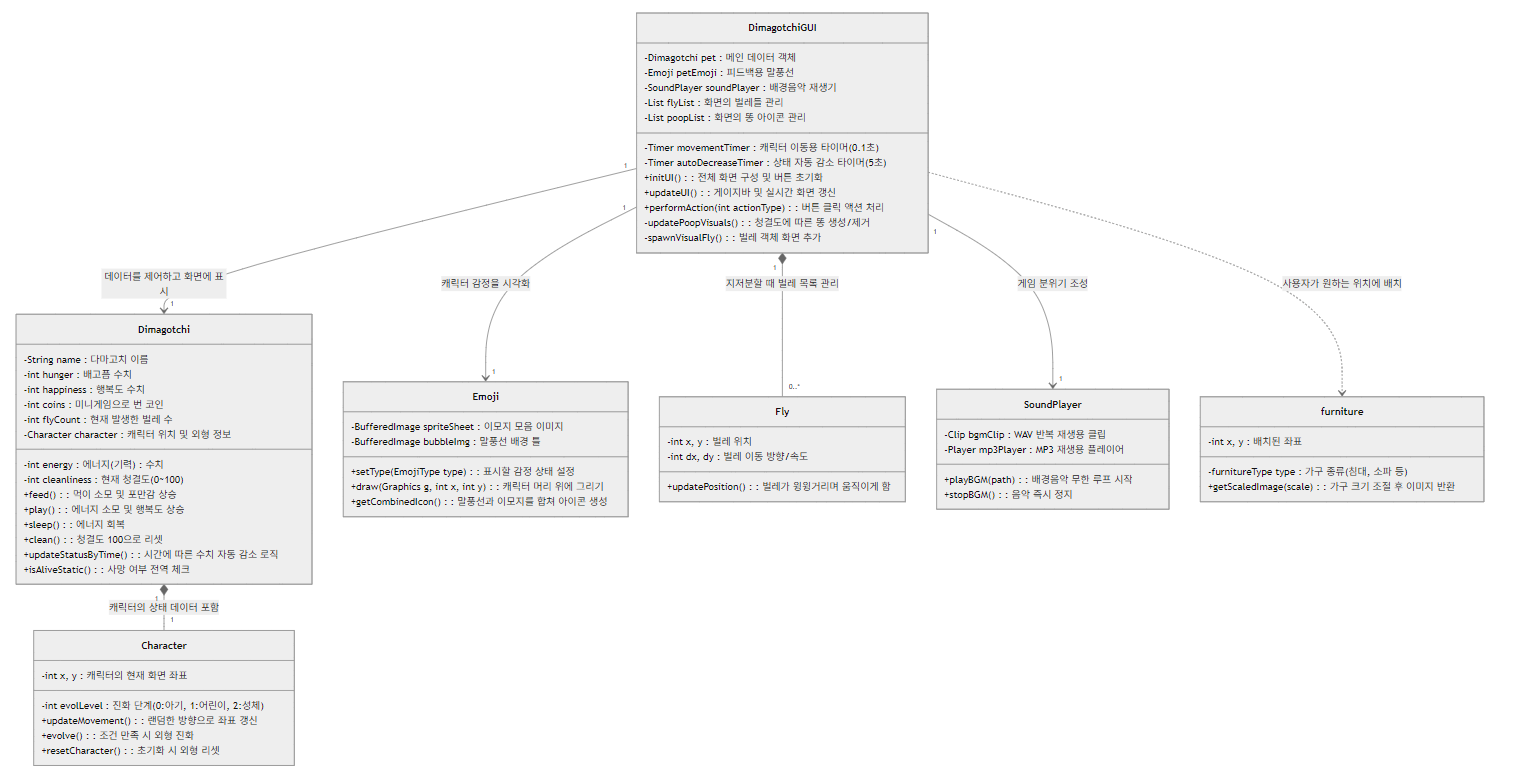 DimagotchiGUI
-Dimagotchi pet : 메인 데이터 객체
-Emoji petEmoji : 피드백용 말풍선
-SoundPlayer soundPlayer : 배경음악 재생기
-List flyList : 화면의 벌레들 관리
-List poopList : 화면의 똥 아이콘 관리
-Timer movementTimer : 캐릭터 이동용 타이머(0.1초)
-Timer autoDecreaseTimer : 상태 자동 감소 타이머(5초)
+initUI() : : 전체 화면 구성 및 버튼 초기화
+updateUI() : : 게이지바 및 실시간 화면 갱신
+performAction(int actionType) : : 버튼 클릭 액션 처리
-updatePoopVisuals() : : 청결도에 따른 똥 생성/제거
-spawnVisualFly() : : 벌레 객체 화면 추가
1
1
1
1
데이터를 제어하고 화면에 표
시
1
캐릭터 감정을 시각화
1
지저분할 때 벌레 목록 관리
0..*
게임 분위기 조성
1
사용자가 원하는 위치에 배치
Dimagotchi
-String name : 다마고치 이름
-int hunger : 배고픔 수치
-int happiness : 행복도 수치
-int coins : 미니게임으로 번 코인
-int flyCount : 현재 발생한 벌레 수
-Character character : 캐릭터 위치 및 외형 정보
-int energy : 에너지(기력) : 수치
-int cleanliness : 현재 청결도(0~100)
+feed() : : 먹이 소모 및 포만감 상승
+play() : : 에너지 소모 및 행복도 상승
+sleep() : : 에너지 회복
+clean() : : 청결도 100으로 리셋
+updateStatusByTime() : : 시간에 따른 수치 자동 감소 로직
+isAliveStatic() : : 사망 여부 전역 체크
Emoji
-BufferedImage spriteSheet : 이모지 모음 이미지
-BufferedImage bubbleImg : 말풍선 배경 틀
+setType(EmojiType type) : : 표시할 감정 상태 설정
+draw(Graphics g, int x, int y) : : 캐릭터 머리 위에 그리기
+getCombinedIcon() : : 말풍선과 이모지를 합쳐 아이콘 생성
Fly
-int x, y : 벌레 위치
-int dx, dy : 벌레 이동 방향/속도
+updatePosition() : : 벌레가 윙윙거리며 움직이게 함
SoundPlayer
-Clip bgmClip : WAV 반복 재생용 클립
-Player mp3Player : MP3 재생용 플레이어
+playBGM(path) : : 배경음악 무한 루프 시작
+stopBGM() : : 음악 즉시 정지
furniture
-int x, y : 배치된 좌표
-furnitureType type : 가구 종류(침대, 소파 등)
+getScaledImage(scale) : : 가구 크기 조절 후 이미지 반환
1
캐릭터의 상태 데이터 포함
1
Character
-int x, y : 캐릭터의 현재 화면 좌표
-int evolLevel : 진화 단계(0:아기, 1:어린이, 2:성체)
+updateMovement() : : 랜덤한 방향으로 좌표 갱신
+evolve() : : 조건 만족 시 외형 진화
+resetCharacter() : : 초기화 시 외형 리셋